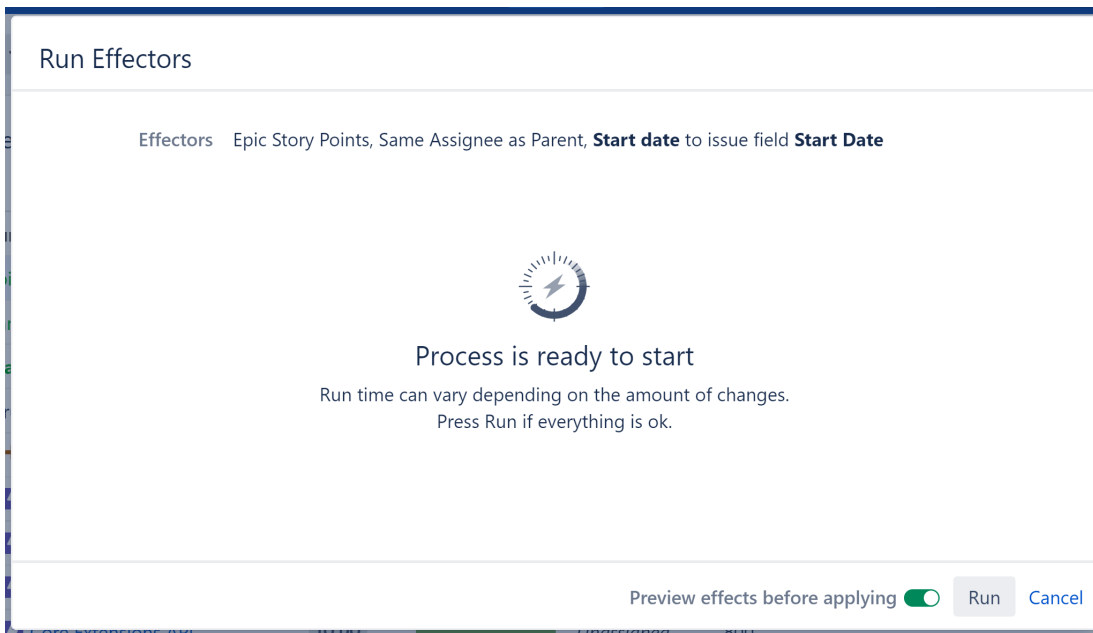 Run Effectors
Effectors Epic Story Points, Same Assignee as Parent, Start date to issue field Start Date
Process is ready to start
Run time can vary depending on the amount of changes.
Press Run if everything is ok.
Preview effects before applying Run Cancel